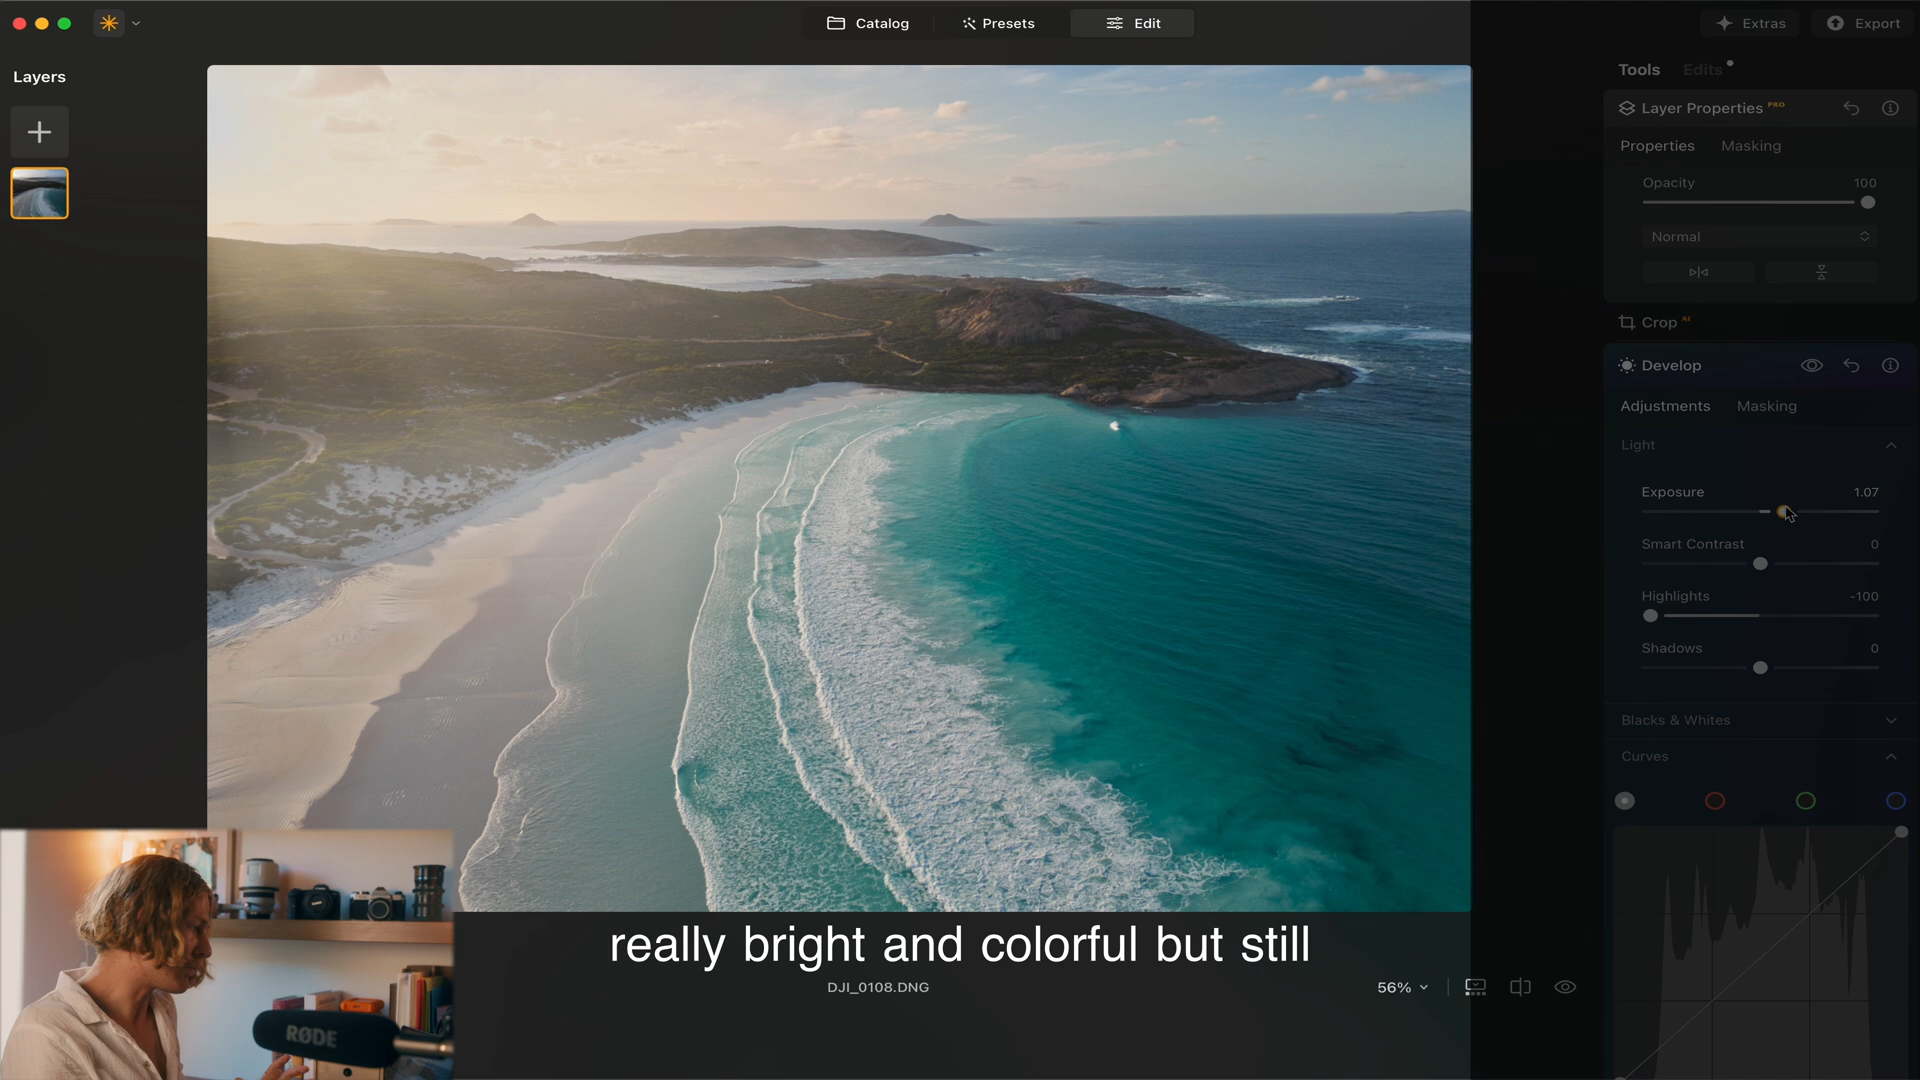 Catalog
Presets
Edit
Extras
Export
Layers
Tools
Edits
Layer Properties PRO
Properties
Masking
Opacity
100
Normal
Crop AI
Develop
Adjustments
Masking
Light
Exposure
1.07
Smart Contrast
0
Highlights
-100
Shadows
0
Blacks & Whites
Curves
RØDE
really bright and colorful but still
DJI_0108.DNG
56%